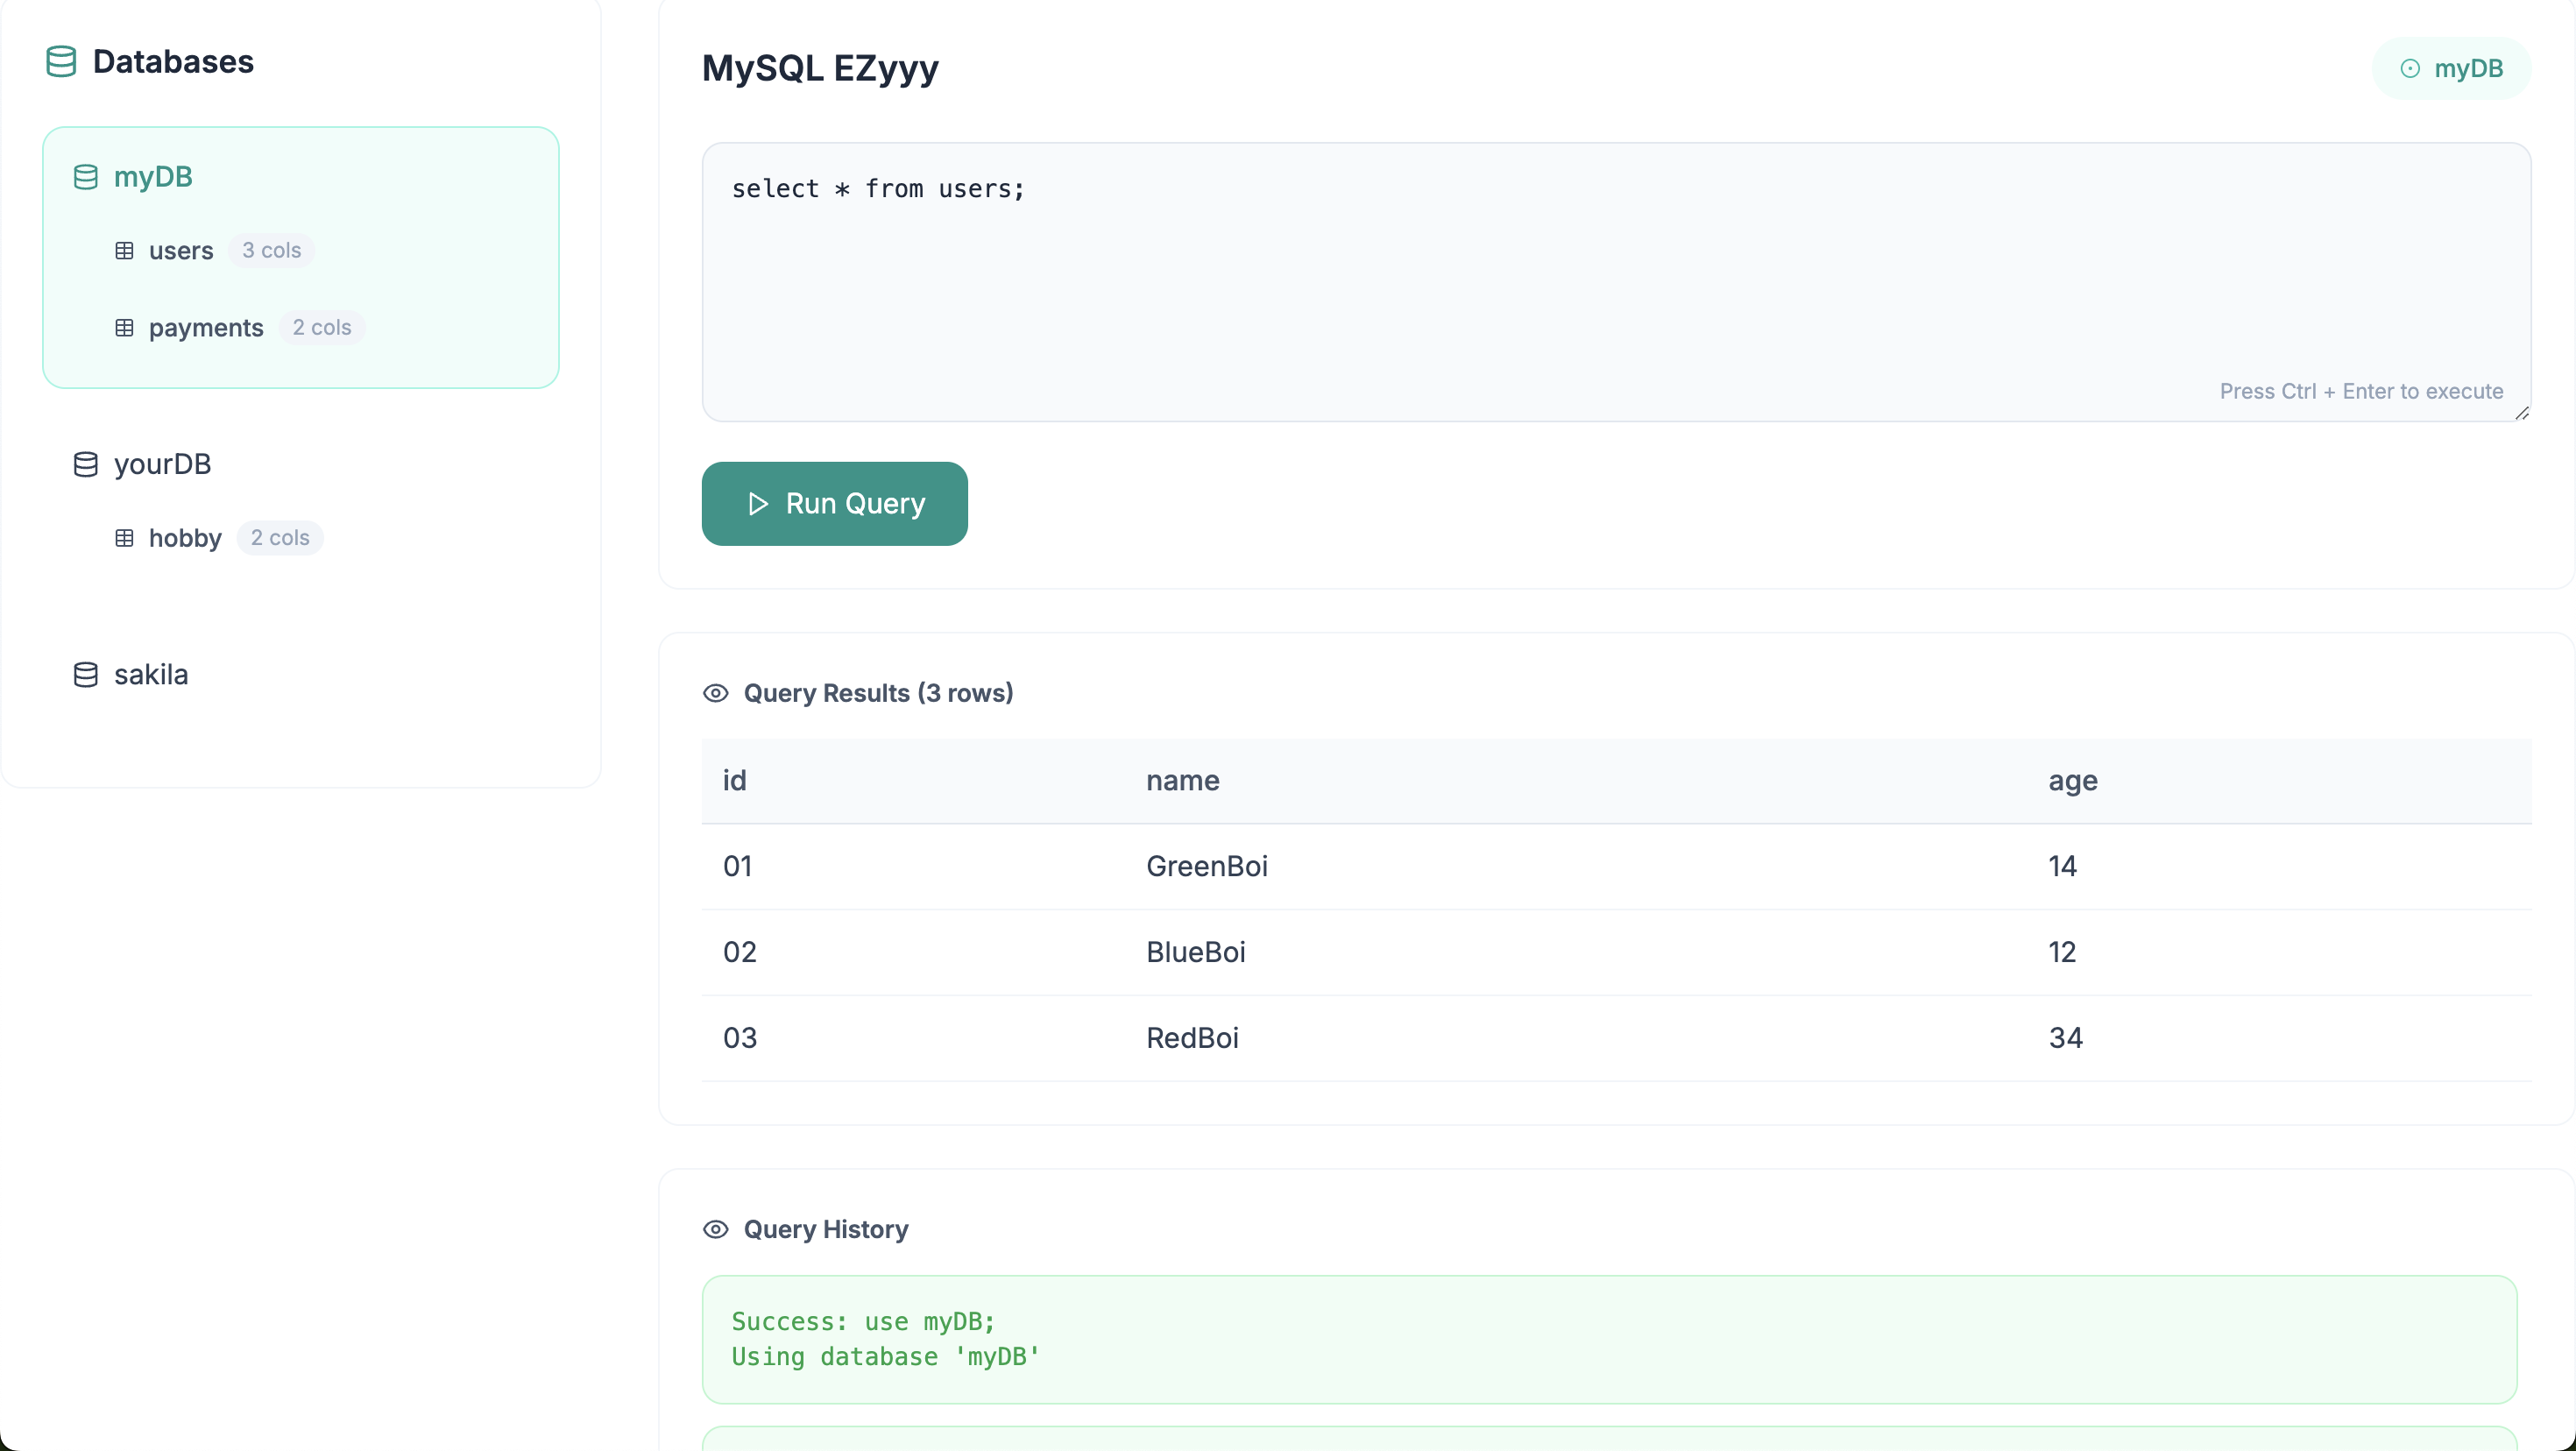 Databases
myDB
users 3 cols
payments 2 cols
yourDB
hobby 2 cols
sakila
MySQL EZyyy
myDB
select * from users;
Press Ctrl + Enter to execute
Run Query
Query Results (3 rows)
id name age
01 GreenBoi 14
02 BlueBoi 12
03 RedBoi 34
Query History
Success: use myDB;
Using database 'myDB'